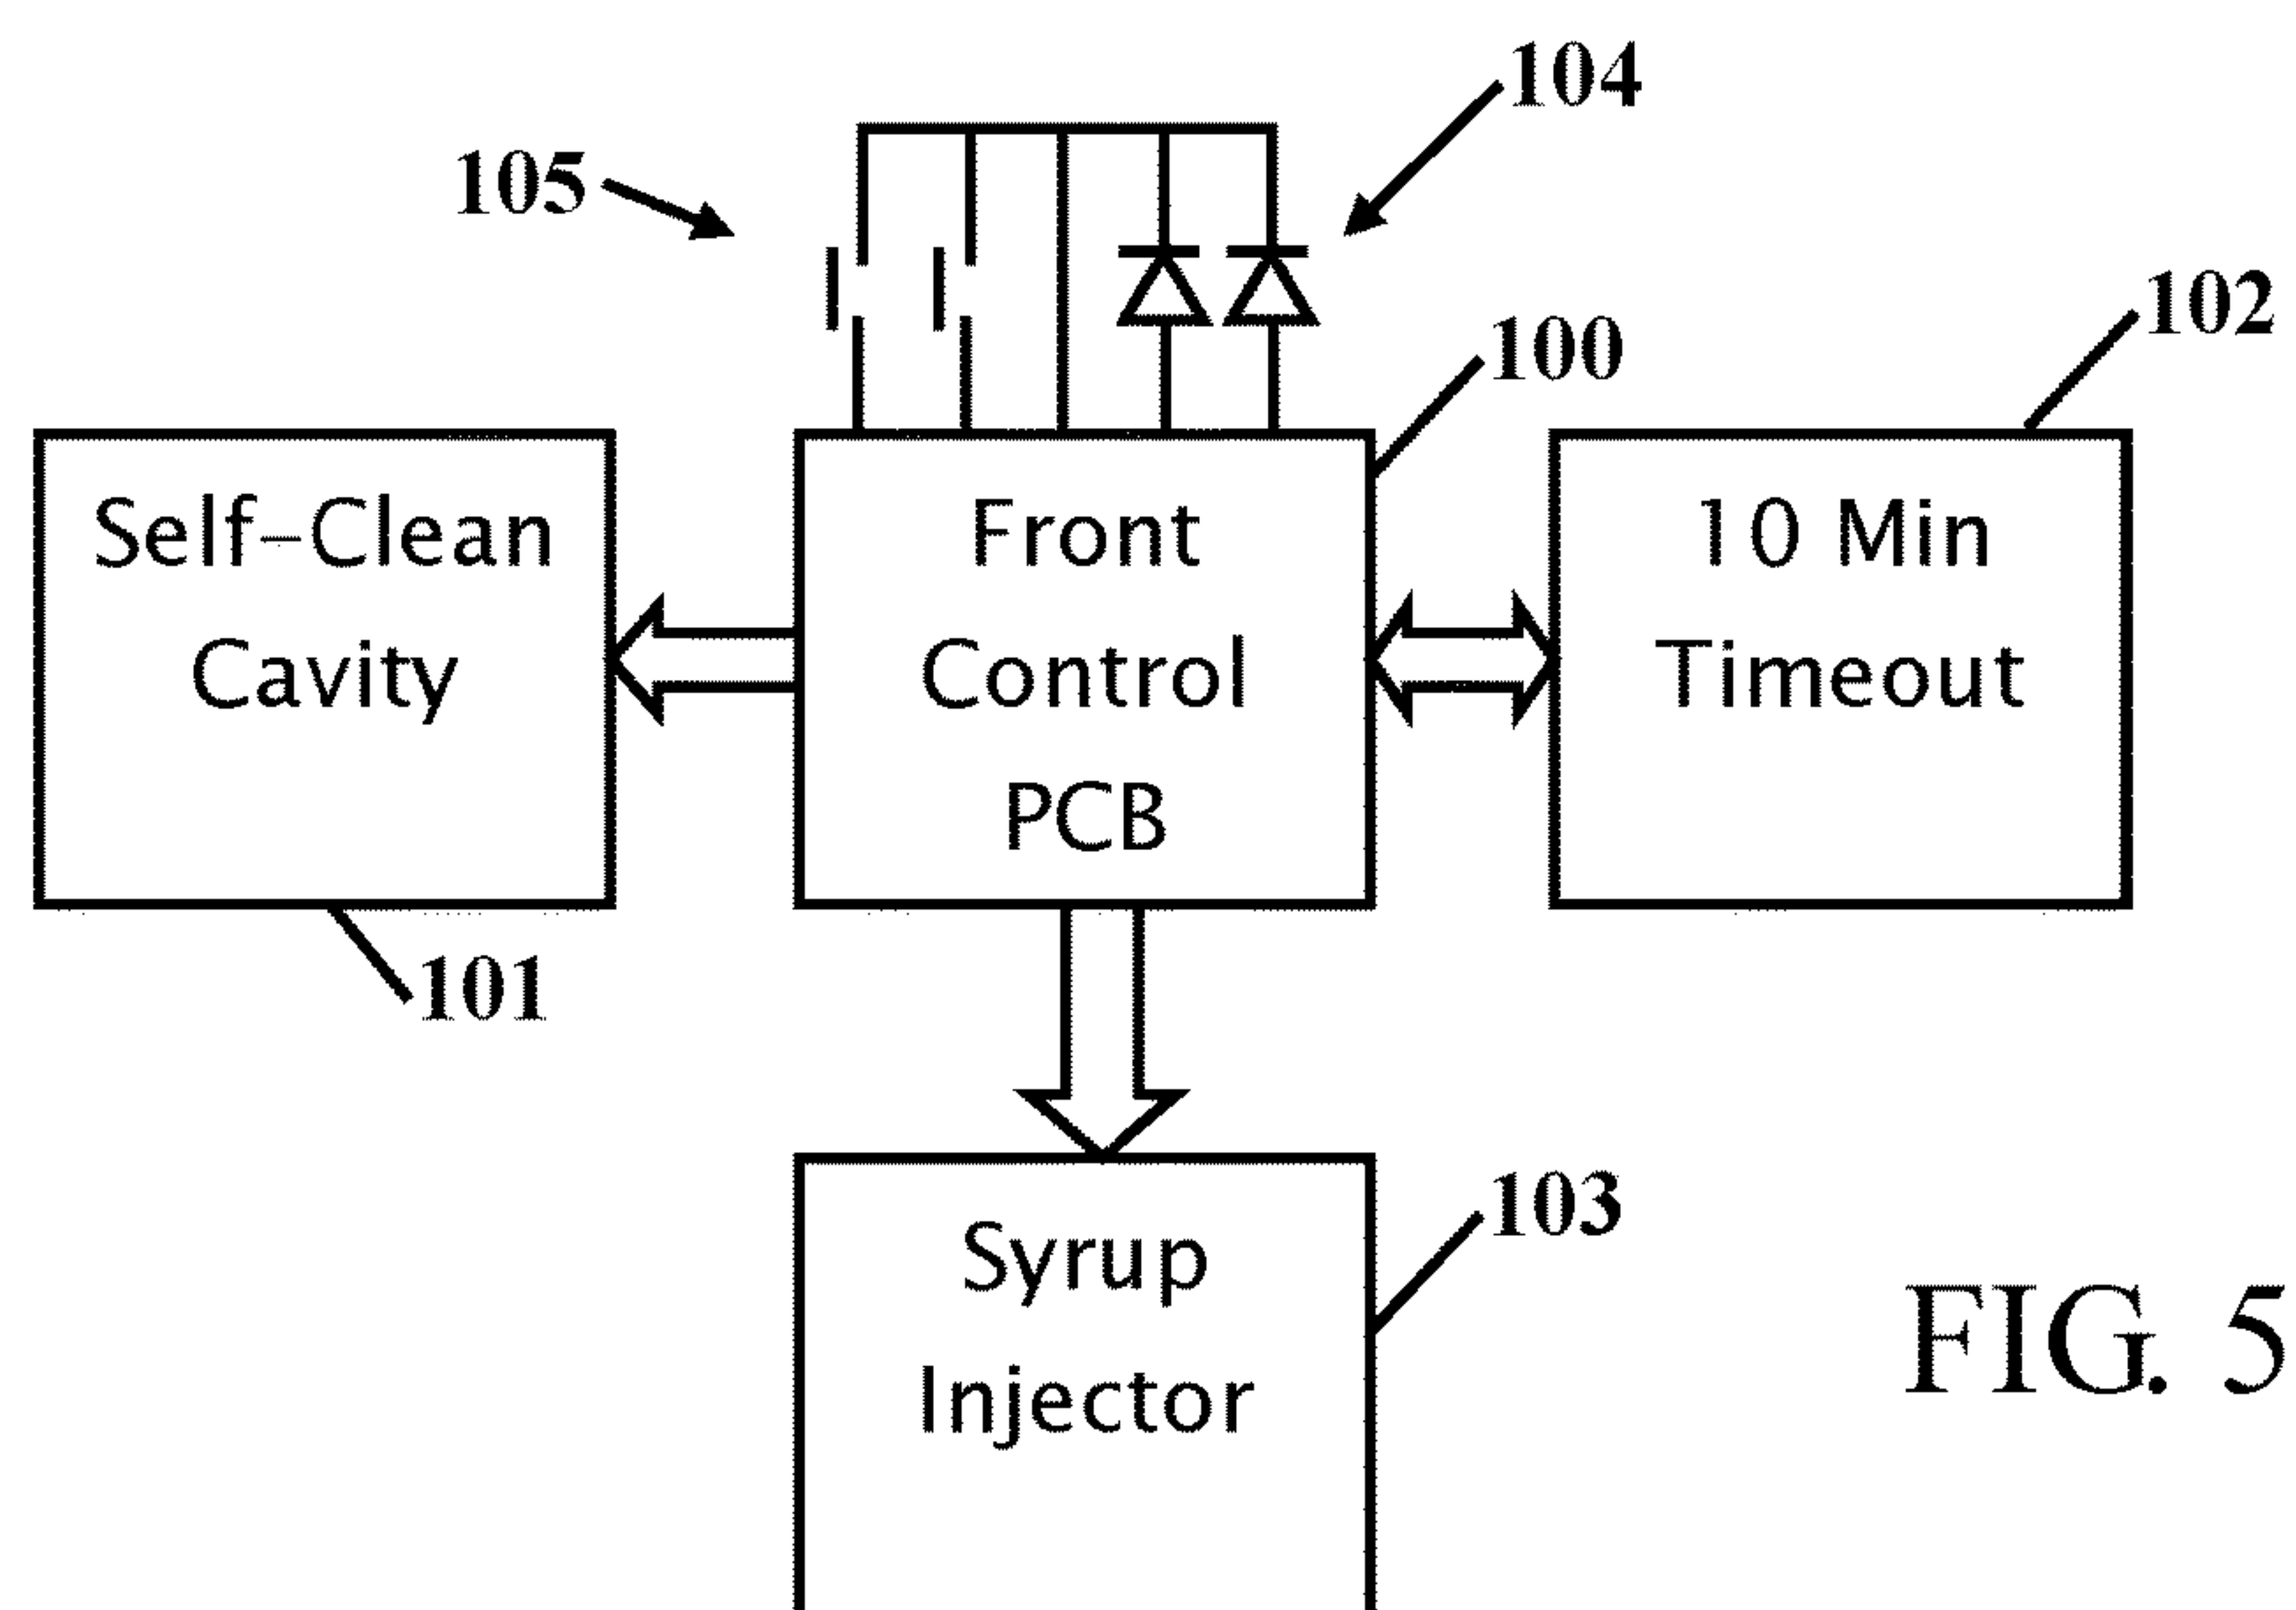 104
105
102
100
Self-Clean
Cavity
Front
Control
PCB
10 Min
Timeout
101
103
Syrup
Injector
FIG. 5